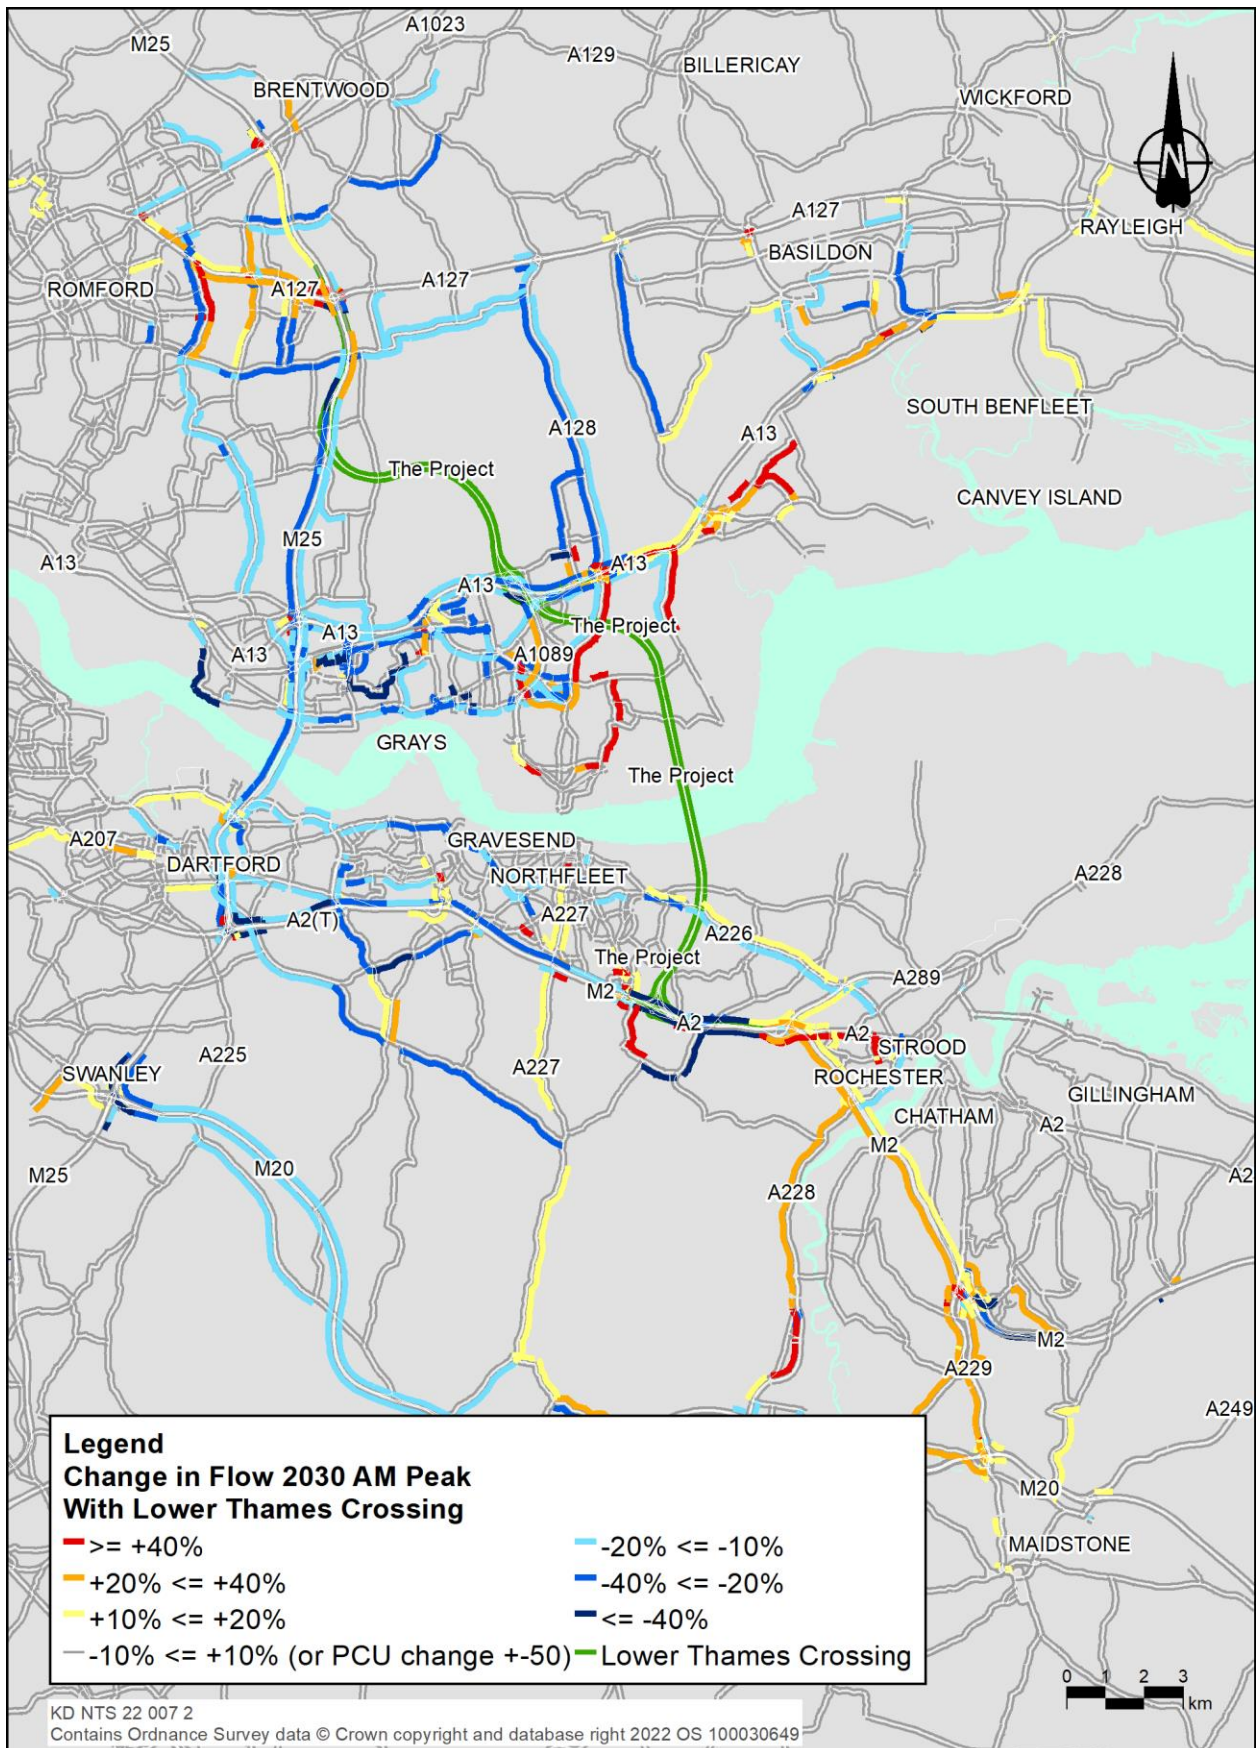 A1023
M25
A129
BILLERICAY
BRENTWOOD
WICKFORD
N
A127
RAYLEIGH
BASILDON
ROMFORD
A127
A127
SOUTH BENFLEET
A128
A13
The Project
CANVEY ISLAND
M25
A13
A13
A13
The Project
A13
A13
A1089
GRAYS
The Project
A207
GRAVESEND
DARTFORD
NORTHFLEET
A228
A2(T)
A227
A226
The Project
A289
M2
A2
A2
STROOD
A225
A227
SWANLEY
ROCHESTER
GILLINGHAM
CHATHAM
A2
M25
M20
M2
A2
A228
M2
A229
A249
M20
MAIDSTONE
Legend
Change in Flow 2030 AM Peak
With Lower Thames Crossing
>= +40%
+20% <= +40%
+10% <= +20%
-10% <= +10% (or PCU change +-50)
-20% <= -10%
-40% <= -20%
<= -40%
Lower Thames Crossing
0 1 2 3
km
KD NTS 22 007 2
Contains Ordnance Survey data © Crown copyright and database right 2022 OS 100030649